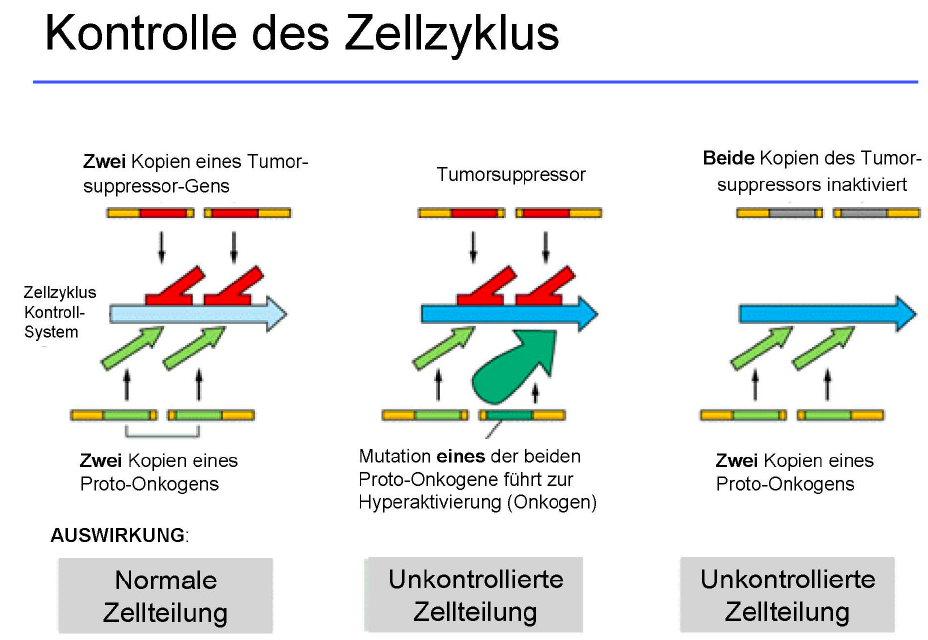 Kontrolle des Zellzyklus
Zwei Kopien eines Tumor-
suppressor-Gens
Tumorsuppressor
Beide Kopien des Tumor-
suppressors inaktiviert
Zellzyklus
Kontroll-
System
Zwei Kopien eines
Proto-Onkogens
Mutation eines der beiden
Proto-Onkogene führt zur
Hyperaktivierung (Onkogen)
Zwei Kopien eines
Proto-Onkogens
AUSWIRKUNG:
Normale
Zellteilung
Unkontrollierte
Zellteilung
Unkontrollierte
Zellteilung